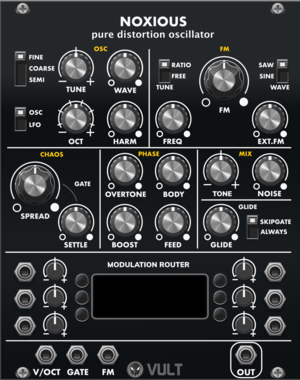 NOXIOUS
pure distortion oscillator
OSC
FM
FINE
COARSE
SEMI
TUNE
WAVE
RATIO
FREE
TUNE
FM
SAW
SINE
WAVE
OSC
LFO
OCT
HARM
FREQ
EXT.FM
CHAOS
GATE
SPREAD
SETTLE
PHASE
OVERTONE
BODY
BOOST
FEED
MIX
TONE
NOISE
GLIDE
GLIDE
SKIPGATE
ALWAYS
MODULATION ROUTER
V/OCT
GATE
FM
VULT
OUT